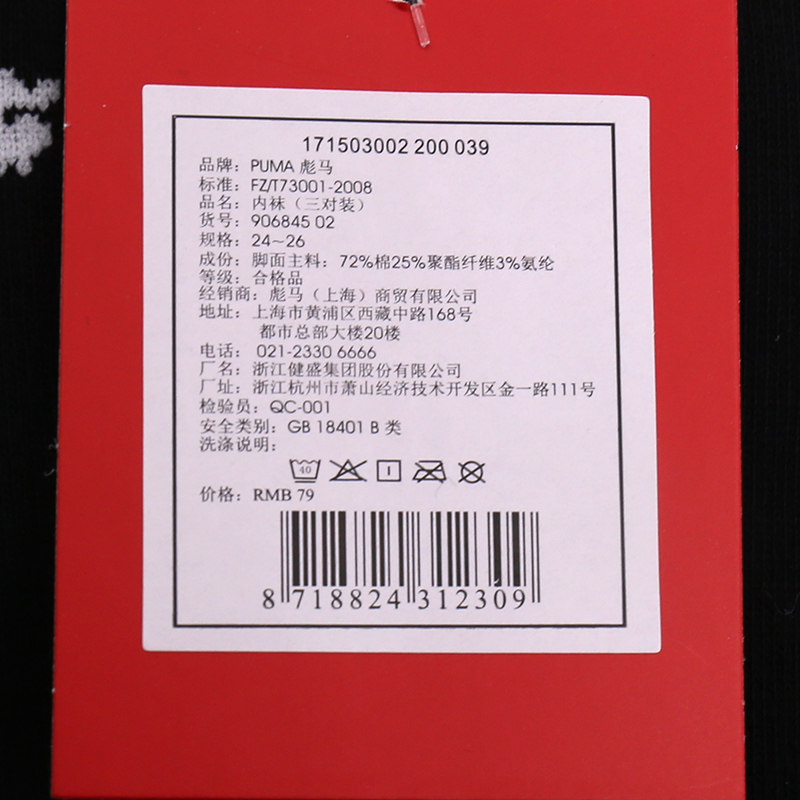 171503002 200 039
品牌：PUMA 彪马
标准：FZ/T73001-2008
品名：内袜（三对装）
货号：906845 02
规格：24~26
成份：脚面主料：72%棉25%聚酯纤维3%氨纶
等级：合格品
经销商：彪马（上海）商贸有限公司
地址：上海市黄浦区西藏中路168号
都市总部大楼20楼
电话：021-2330 6666
厂名：浙江健盛集团股份有限公司
厂址：浙江杭州市萧山经济技术开发区金一路111号
检验员：QC-001
安全类别：GB 18401 B 类
洗涤说明：
40
价格：RMB 79
8 718824 312309